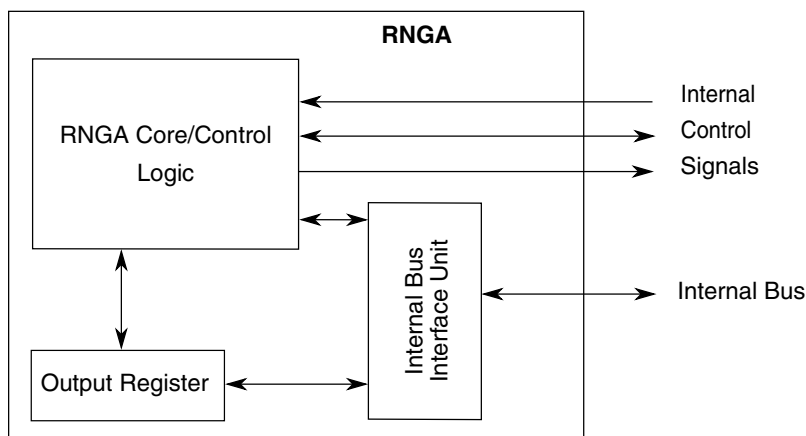 RNGA
RNGA Core/Control
Logic
Internal
Control
Signals
Internal Bus
Interface Unit
Internal Bus
Output Register